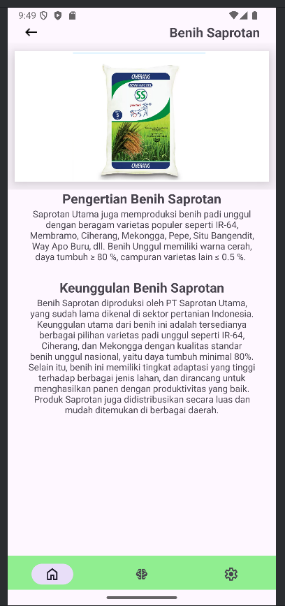 9:49
Benih Saprotan
CIHERANG
SS
5
CIHERANG
Pengertian Benih Saprotan
Saprotan Utama juga memproduksi benih padi unggul
dengan beragam varietas populer seperti IR-64,
Membramo, Ciherang, Mekongga, Pepe, Situ Bangendit,
Way Apo Buru, dll. Benih Unggul memiliki warna cerah,
daya tumbuh ≥ 80 %, campuran varietas lain ≤ 0.5 %.
Keunggulan Benih Saprotan
Benih Saprotan diproduksi oleh PT Saprotan Utama,
yang sudah lama dikenal di sektor pertanian Indonesia.
Keunggulan utama dari benih ini adalah tersedianya
berbagai pilihan varietas padi unggul seperti IR-64,
Ciherang, dan Mekongga dengan kualitas standar
benih unggul nasional, yaitu daya tumbuh minimal 80%.
Selain itu, benih ini memiliki tingkat adaptasi yang tinggi
terhadap berbagai jenis lahan, dan dirancang untuk
menghasilkan panen dengan produktivitas yang baik.
Produk Saprotan juga didistribusikan secara luas dan
mudah ditemukan di berbagai daerah.